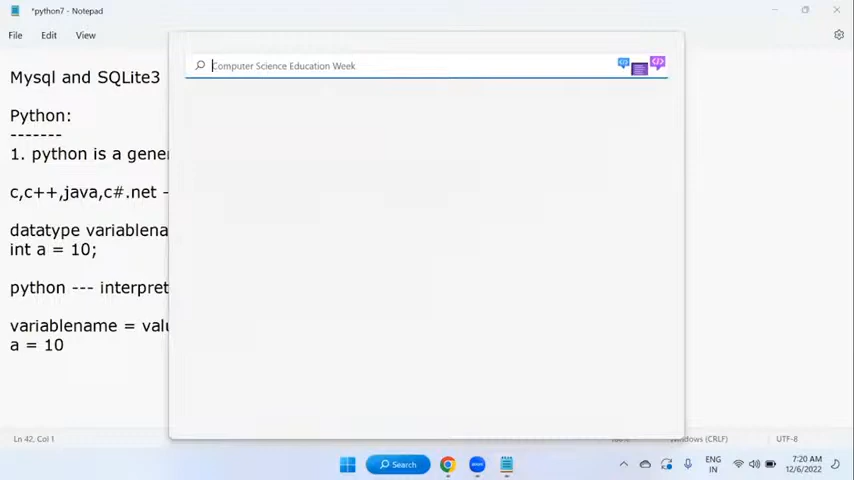 *python7 - Notepad
File Edit View
Computer Science Education Week
Mysql and SQLite3
Python:
-------
1. python is a gener
c,c++,java,c#.net -
datatype variablena
int a = 10;
python --- interpret
variablename = valu
a = 10
Ln 42, Col 1
Windows (CRLF)
UTF-8
Search
zoom
ENG
IN
7:20 AM
12/6/2022